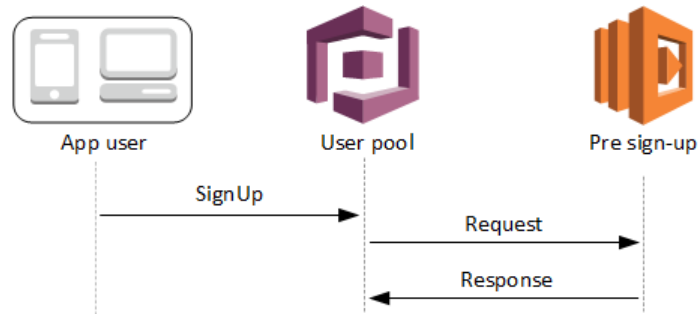 App user
User pool
Pre sign-up
SignUp
Request
Response